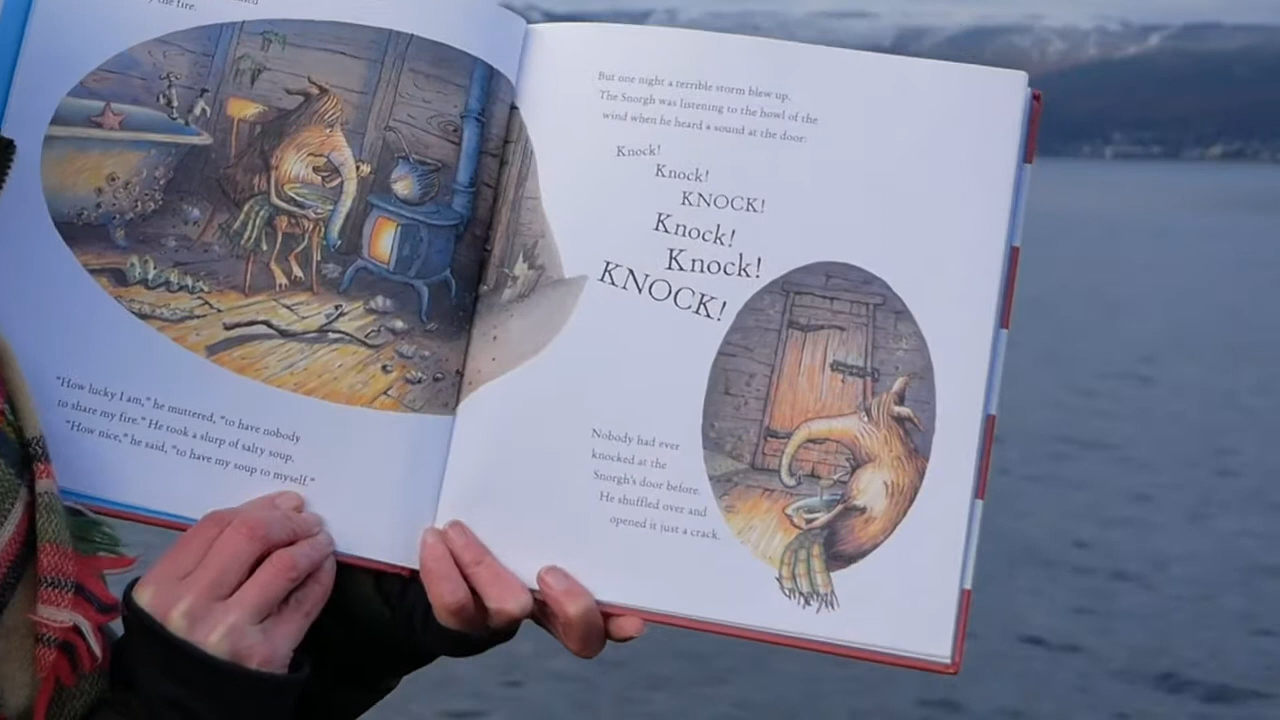 the fire.
"How lucky I am," he muttered, "to have nobody
to share my fire." He took a slurp of salty soup.
"How nice," he said, "to have my soup to myself."
But one night a terrible storm blew up.
The Snorgh was listening to the howl of the
wind when he heard a sound at the door:
Knock!
Knock!
KNOCK!
Knock!
Knock!
KNOCK!
Nobody had ever
knocked at the
Snorgh's door before.
He shuffled over and
opened it just a crack.